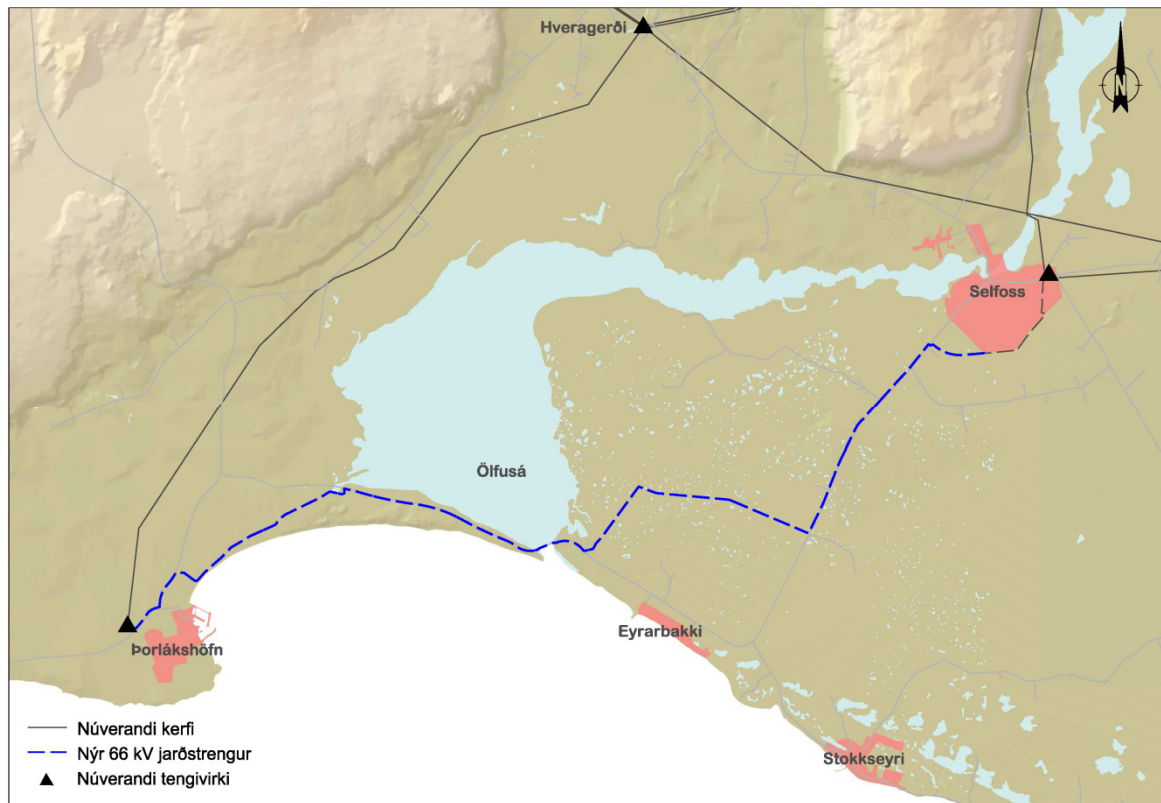 Hveragerði
N
Selfoss
Ölfusá
Eyrarbakki
Þorlákshöfn
Stokkseyri
Núverandi kerfi
Nýr 66 kV jarðstrengur
Núverandi tengivirki